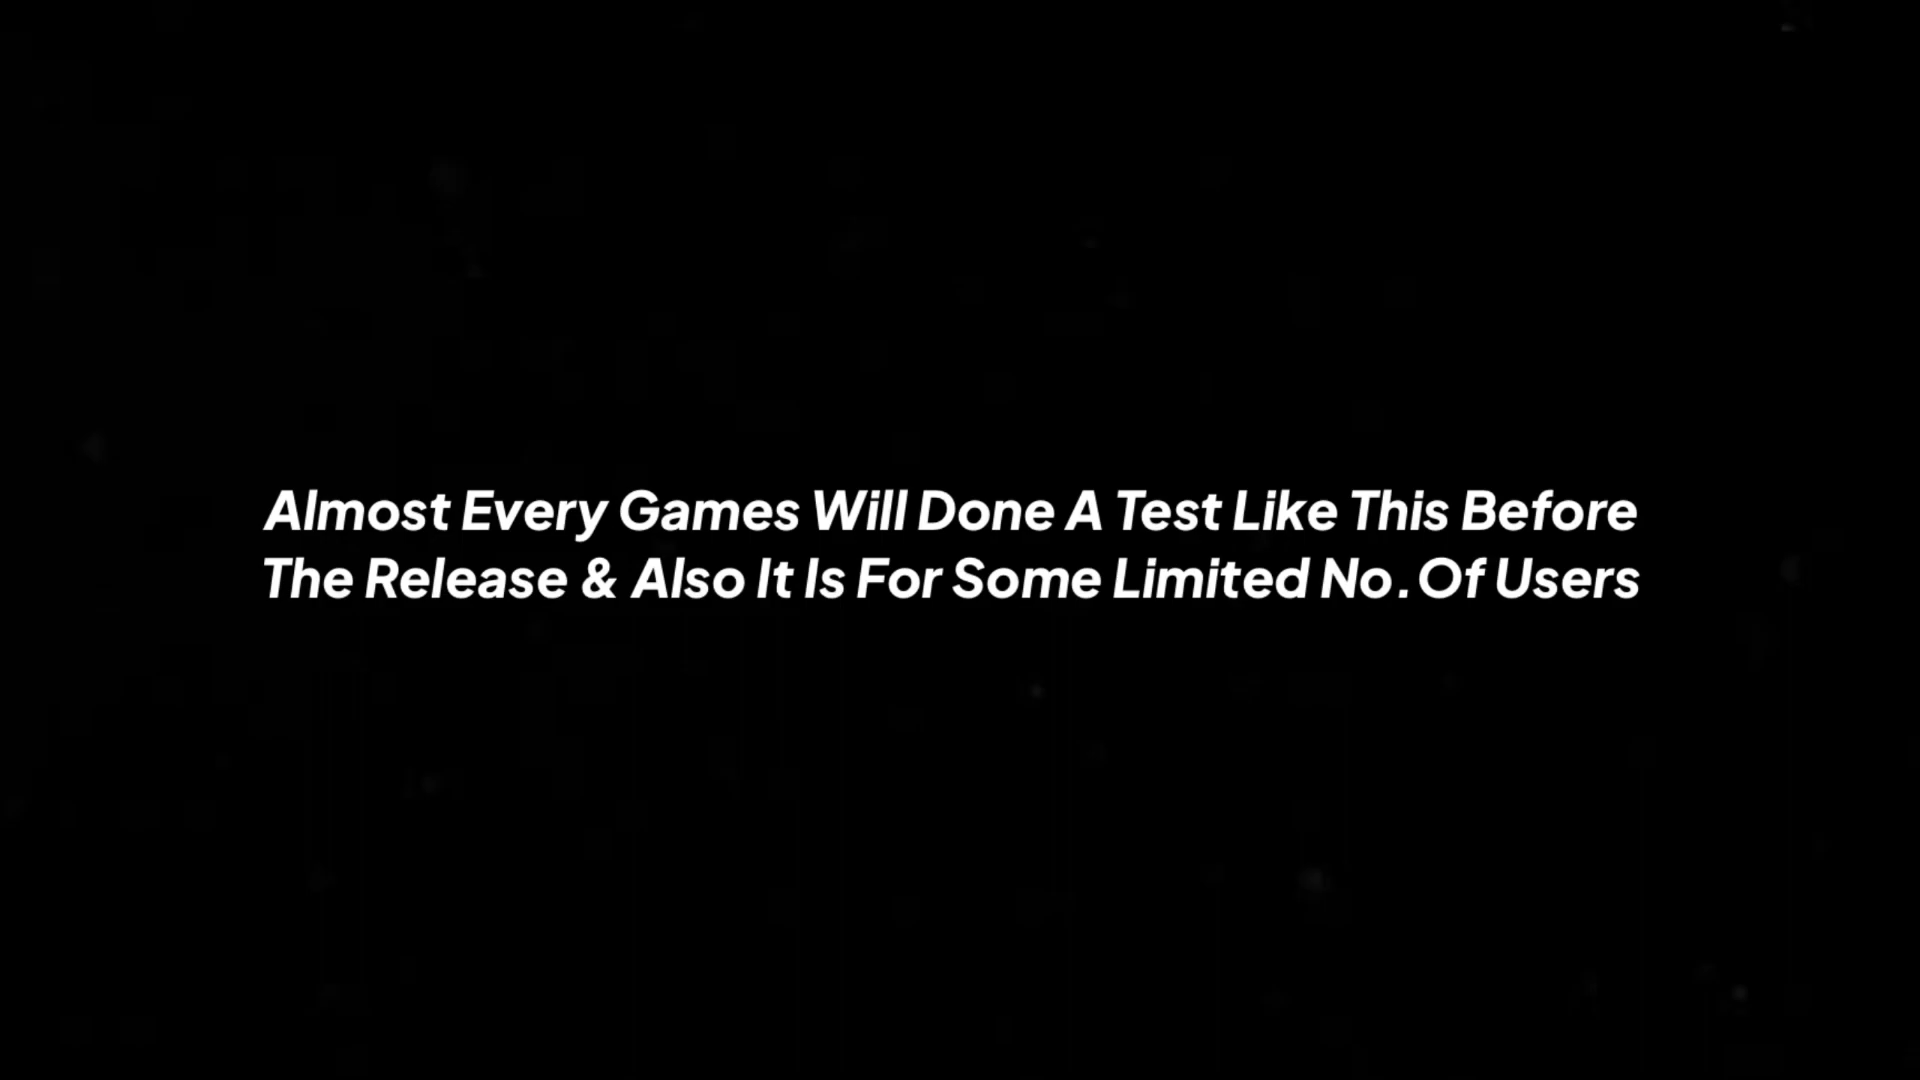 Almost Every Games Will Done A Test Like This Before
The Release & Also It Is For Some Limited No.Of Users